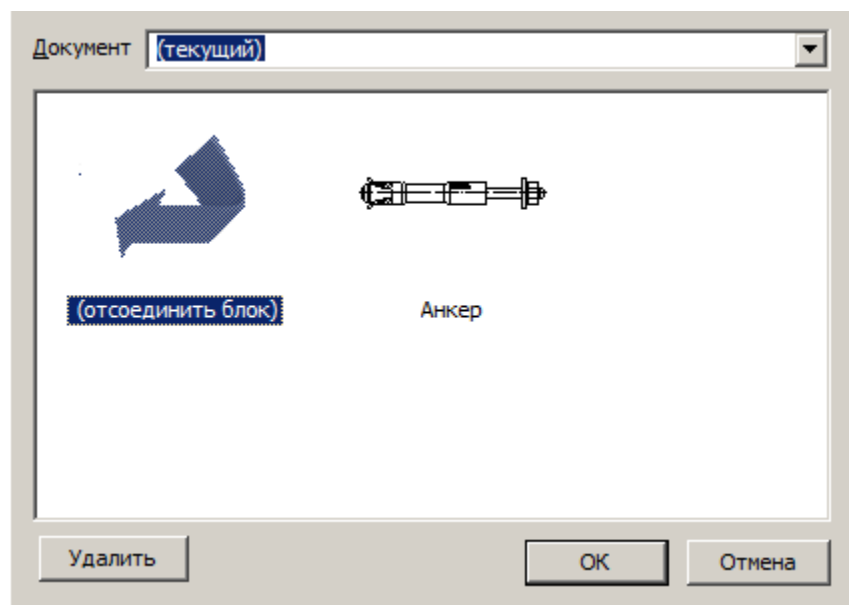 Документ (текущий)
(отсоединить блок) Анкер
Удалить OK Отмена